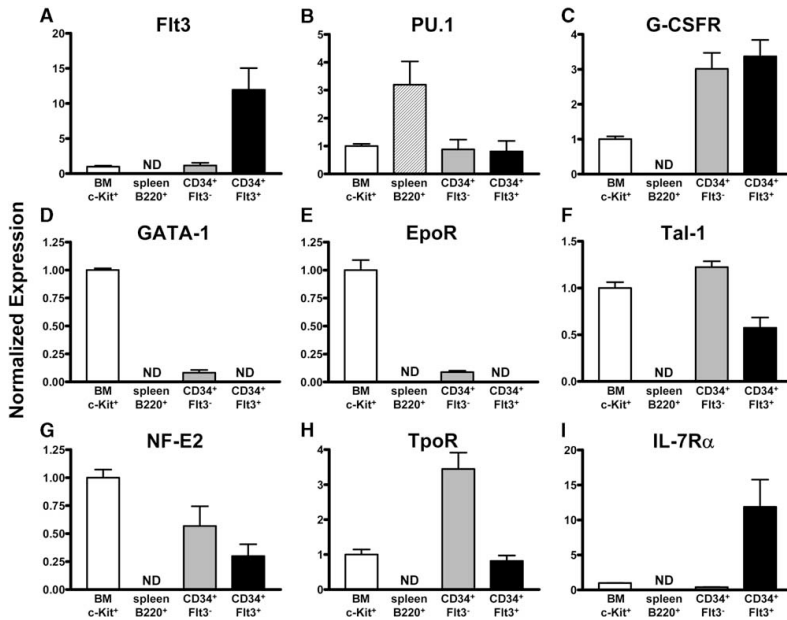 Normalized Expression
A
Flt3
15
10
5
0
ND
BM
c-Kit⁺
spleen
B220⁺
CD34⁺
Flt3⁻
CD34⁺
Flt3⁺
B
PU.1
5
4
3
2
1
0
BM
c-Kit⁺
spleen
B220⁺
CD34⁺
Flt3⁻
CD34⁺
Flt3⁺
C
G-CSFR
4
3
2
1
0
ND
BM
c-Kit⁺
spleen
B220⁺
CD34⁺
Flt3⁻
CD34⁺
Flt3⁺
D
GATA-1
1.25
1.00
0.75
0.50
0.25
0.00
ND
ND
BM
c-Kit⁺
spleen
B220⁺
CD34⁺
Flt3⁻
CD34⁺
Flt3⁺
E
EpoR
1.25
1.00
0.75
0.50
0.25
0.00
ND
ND
BM
c-Kit⁺
spleen
B220⁺
CD34⁺
Flt3⁻
CD34⁺
Flt3⁺
F
Tal-1
1.5
1.0
0.5
0.0
ND
BM
c-Kit⁺
spleen
B220⁺
CD34⁺
Flt3⁻
CD34⁺
Flt3⁺
G
NF-E2
1.25
1.00
0.75
0.50
0.25
0.00
ND
BM
c-Kit⁺
spleen
B220⁺
CD34⁺
Flt3⁻
CD34⁺
Flt3⁺
H
TpoR
4
3
2
1
0
ND
BM
c-Kit⁺
spleen
B220⁺
CD34⁺
Flt3⁻
CD34⁺
Flt3⁺
I
IL-7Rα
20
15
10
5
0
ND
BM
c-Kit⁺
spleen
B220⁺
CD34⁺
Flt3⁻
CD34⁺
Flt3⁺